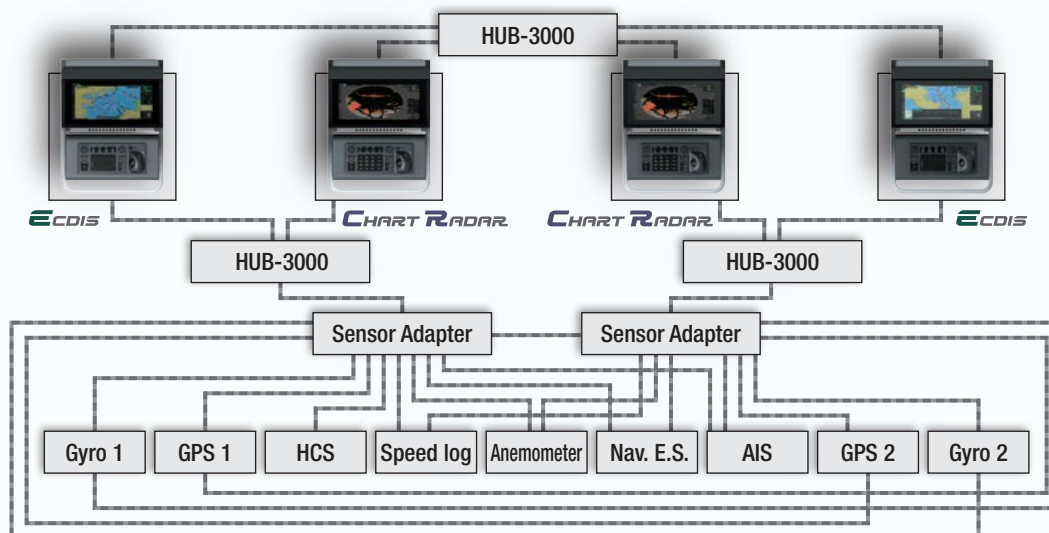 HUB-3000
ECDIS
CHART RADAR
CHART RADAR
ECDIS
HUB-3000
HUB-3000
Sensor Adapter
Sensor Adapter
Gyro 1
GPS 1
HCS
Speed log
Anemometer
Nav. E.S.
AIS
GPS 2
Gyro 2